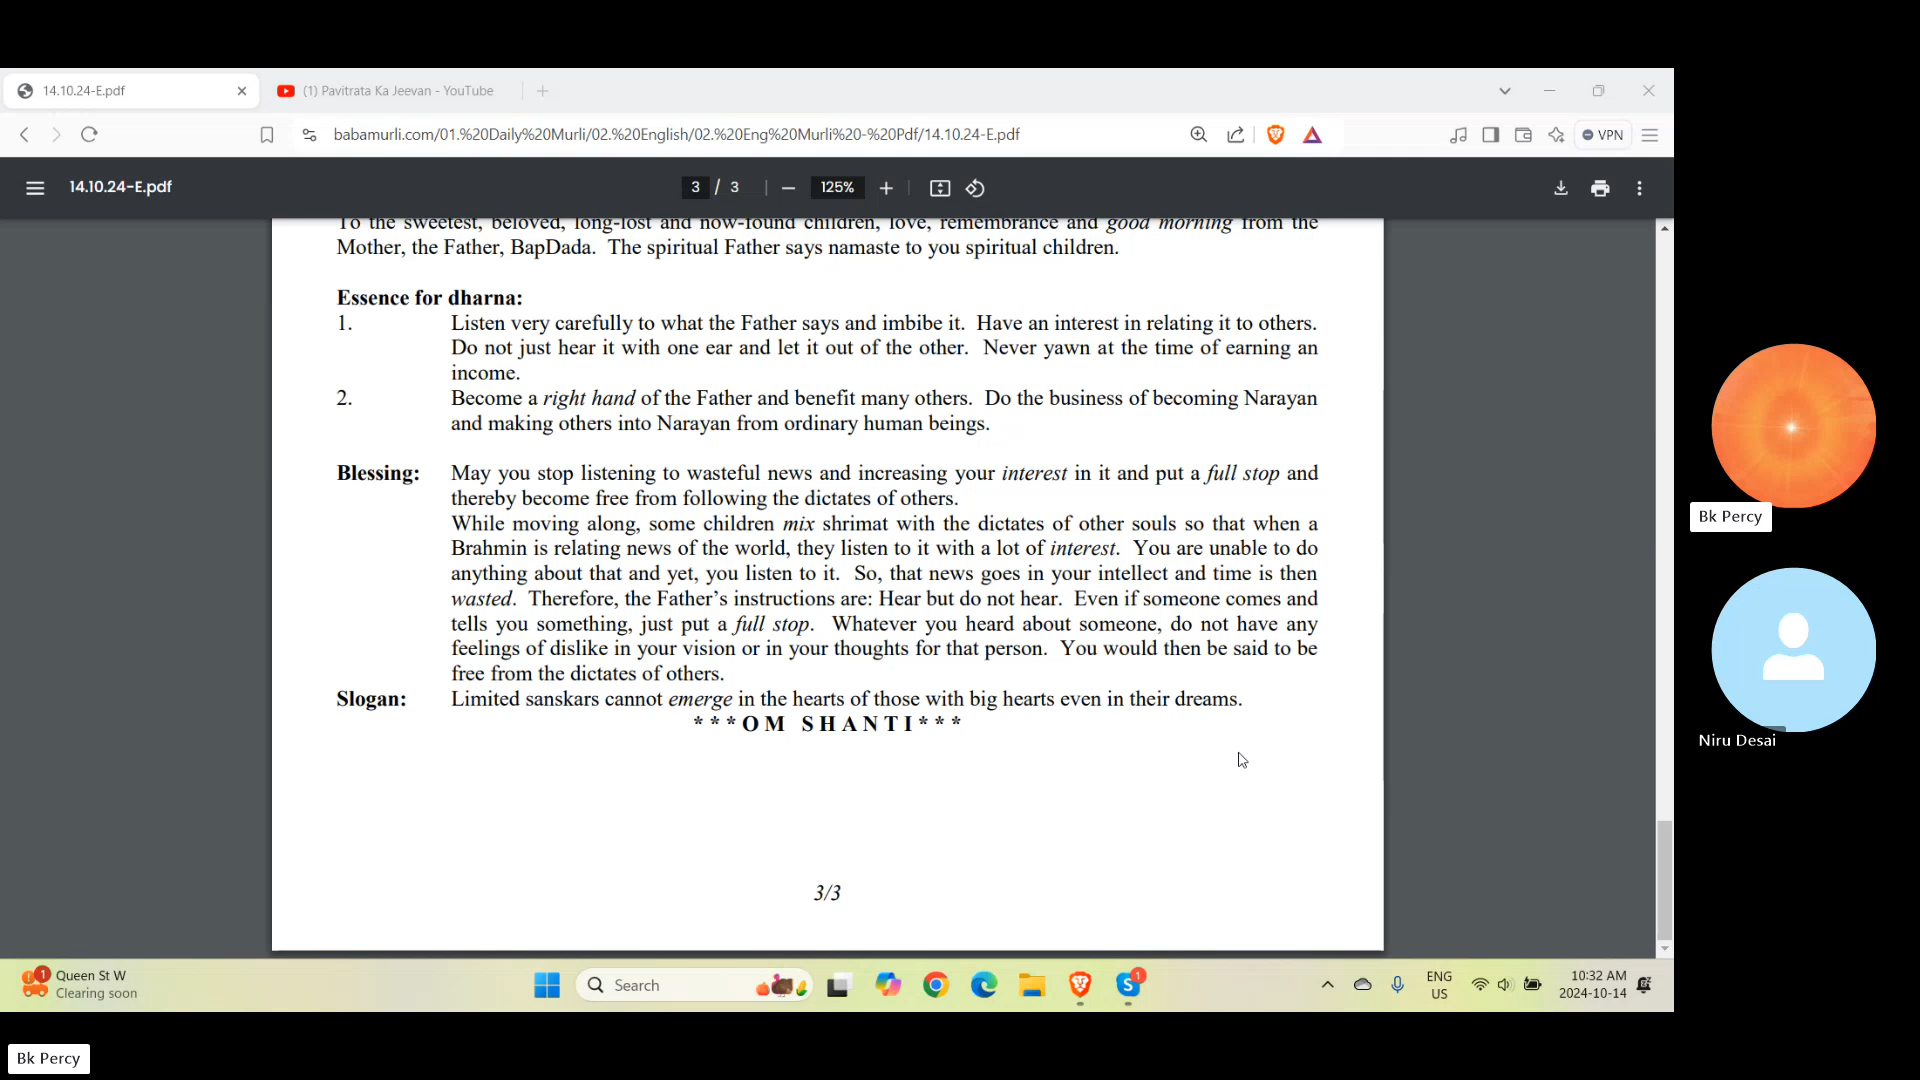 14.10.24-E.pdf
(1) Pavitrata Ka Jeevan - YouTube
babamurli.com/01.%20Daily%20Murli/02.%20English/02.%20Eng%20Murli%20-%20Pdf/14.10.24-E.pdf
VPN
14.10.24-E.pdf
3 / 3
125%
To the sweetest, beloved, long-lost and now-found children, love, remembrance and good morning from the
Mother, the Father, BapDada. The spiritual Father says namaste to you spiritual children.
Essence for dharna:
1. Listen very carefully to what the Father says and imbibe it. Have an interest in relating it to others.
Do not just hear it with one ear and let it out of the other. Never yawn at the time of earning an
income.
2. Become a right hand of the Father and benefit many others. Do the business of becoming Narayan
and making others into Narayan from ordinary human beings.
Blessing: May you stop listening to wasteful news and increasing your interest in it and put a full stop and
thereby become free from following the dictates of others.
While moving along, some children mix shrimat with the dictates of other souls so that when a
Brahmin is relating news of the world, they listen to it with a lot of interest. You are unable to do
anything about that and yet, you listen to it. So, that news goes in your intellect and time is then
wasted. Therefore, the Father's instructions are: Hear but do not hear. Even if someone comes and
tells you something, just put a full stop. Whatever you heard about someone, do not have any
feelings of dislike in your vision or in your thoughts for that person. You would then be said to be
free from the dictates of others.
Slogan: Limited sanskars cannot emerge in the hearts of those with big hearts even in their dreams.
***OM SHANTI***
3/3
Bk Percy
Niru Desai
1
Queen St W
Clearing soon
Search
S
1
ENG
US
10:32 AM
2024-10-14
Bk Percy